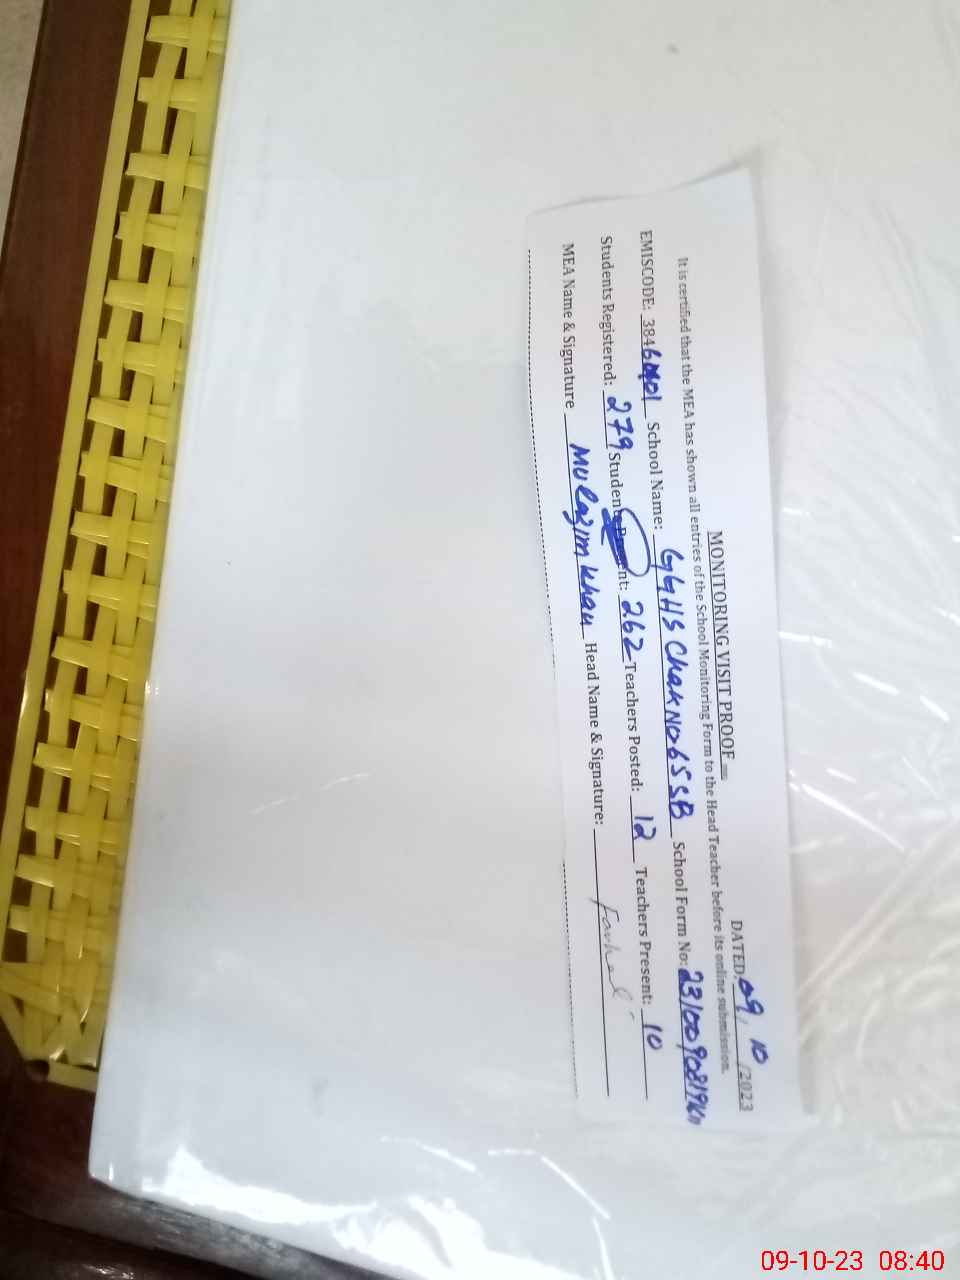 MONITORING VISIT PROOF
DATED: 09, 10 /2023
It is certified that the MEA has shown all entries of the School Monitoring Form to the Head Teacher before its online submission.
EMISCODE: 384 School Name: GGHS Chak No 65 SB School Form No:
Students Registered: 279 Students Present: 262 Teachers Posted: 12 Teachers Present: 10
MEA Name & Signature Mulazim Khan Head Name & Signature:
09-10-23 08:40